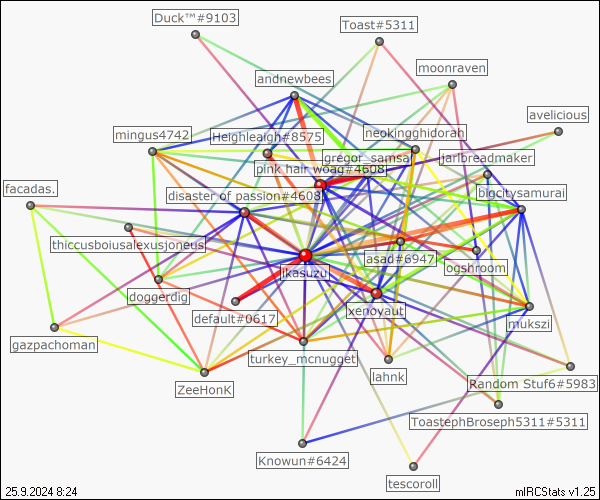 Duck™#9103
Toast#5311
moonraven
andnewbees
avelicious
mingus4742
Heighleagh#8575
neokingghidorah
gregor_samsa
jarlbreadmaker
pink hair woag#4608
bigcitysamurai
facadas.
disaster of passion#4608
thiccusboiusalexusjoneus
asad#6947
ogshroom
ikasuzu
doggerdig
default#0617
xenoyaut
mukszi
gazpachoman
turkey_mcnugget
lahnk
ZeeHonK
Random Stuf6#5983
ToastephBroseph5311#5311
Knowun#6424
tescoroll
25.9.2024 8:24
mIRCStats v1.25